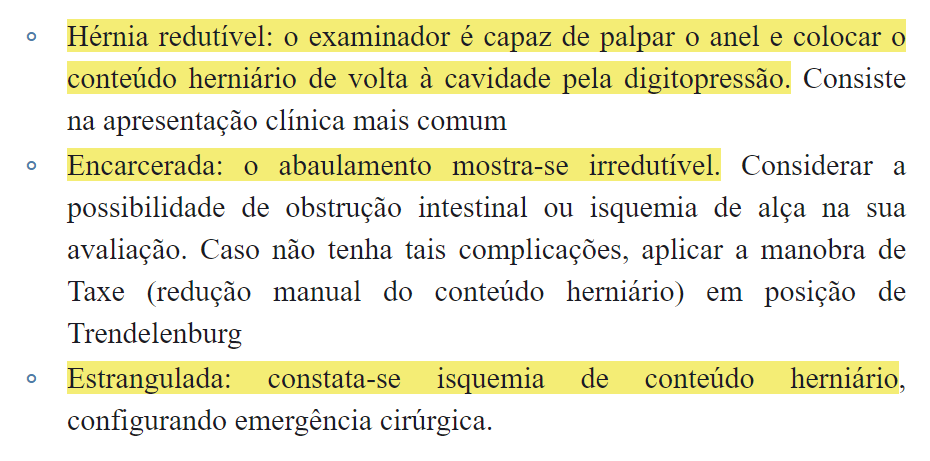 Hérnia redutível: o examinador é capaz de palpar o anel e colocar o
conteúdo herniário de volta à cavidade pela digitopressão. Consiste
na apresentação clínica mais comum
Encarcerada: o abaulamento mostra-se irredutível. Considerar a
possibilidade de obstrução intestinal ou isquemia de alça na sua
avaliação. Caso não tenha tais complicações, aplicar a manobra de
Taxe (redução manual do conteúdo herniário) em posição de
Trendelenburg
Estrangulada: constata-se isquemia de conteúdo herniário,
configurando emergência cirúrgica.